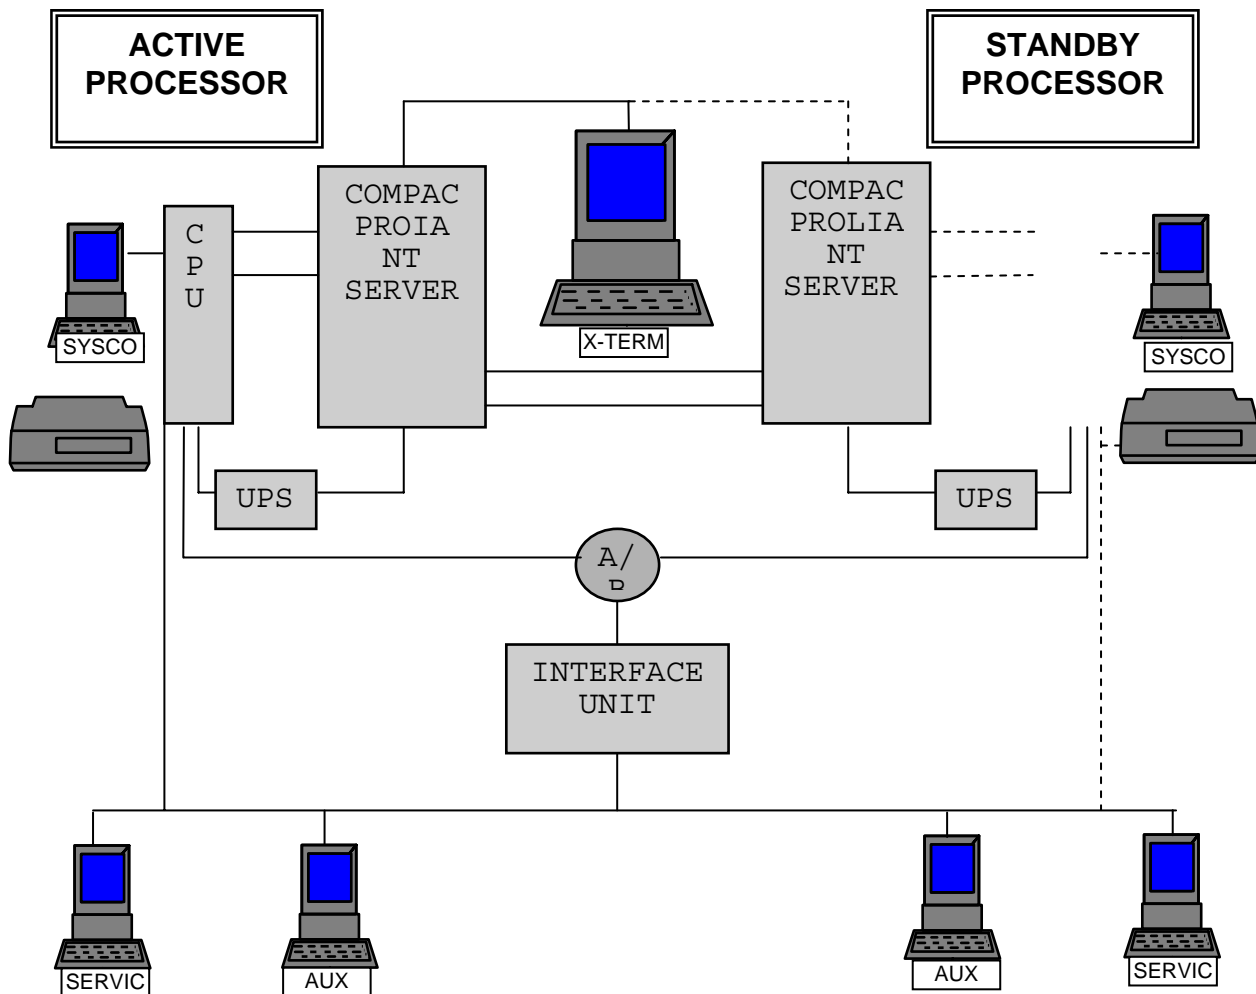 ACTIVE
PROCESSOR
STANDBY
PROCESSOR
COMPAC
PROIA
NT
SERVER
COMPAC
PROLIA
NT
SERVER
C
P
U
SYSCO
X-TERM
SYSCO
UPS
UPS
A/
INTERFACE
UNIT
SERVIC
AUX
AUX
SERVIC